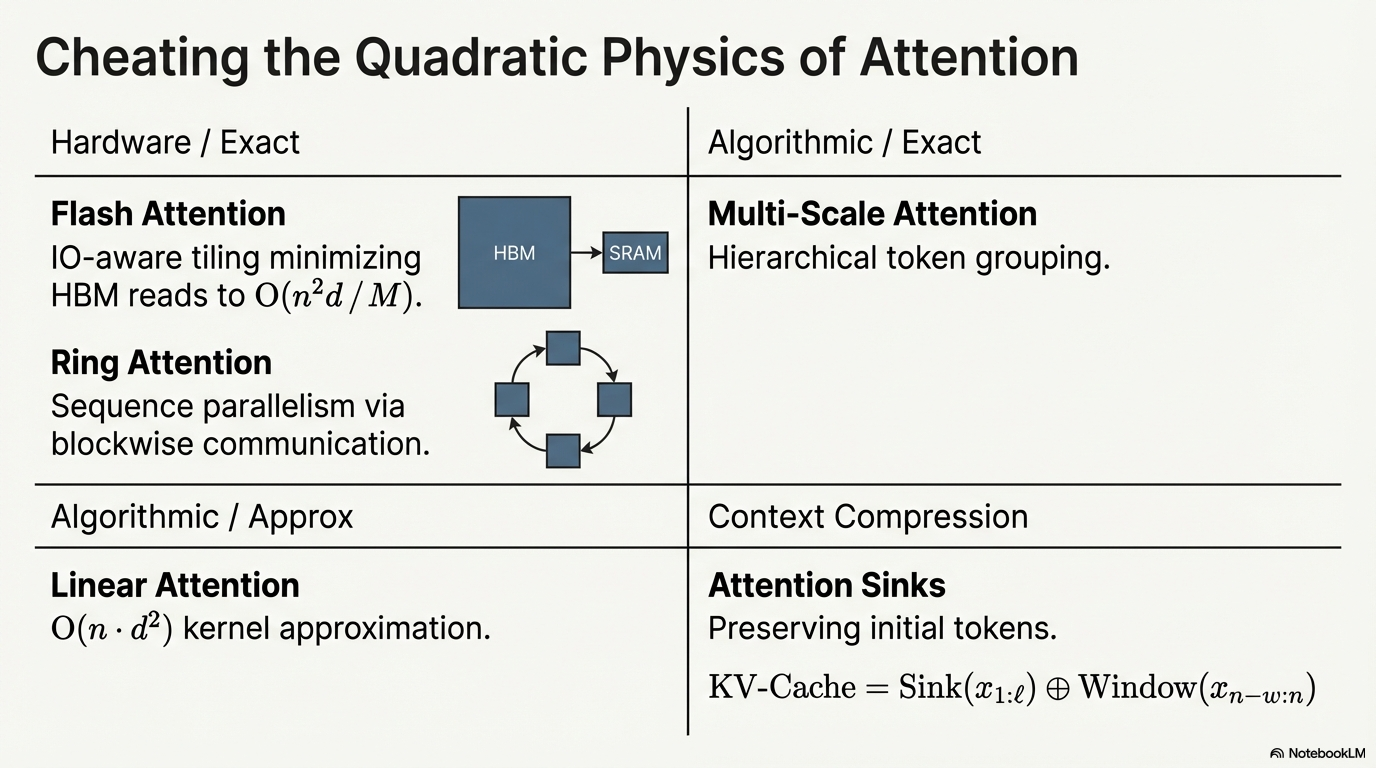 Cheating the Quadratic Physics of Attention
Hardware / Exact
Flash Attention
IO-aware tiling minimizing
HBM reads to O(n²d / M).
HBM
SRAM
Ring Attention
Sequence parallelism via
blockwise communication.
Algorithmic / Exact
Multi-Scale Attention
Hierarchical token grouping.
Algorithmic / Approx
Linear Attention
O(n · d²) kernel approximation.
Context Compression
Attention Sinks
Preserving initial tokens.
KV-Cache = Sink(x₁:ℓ) ⊕ Window(xₙ₋w:ₙ)
NotebookLM